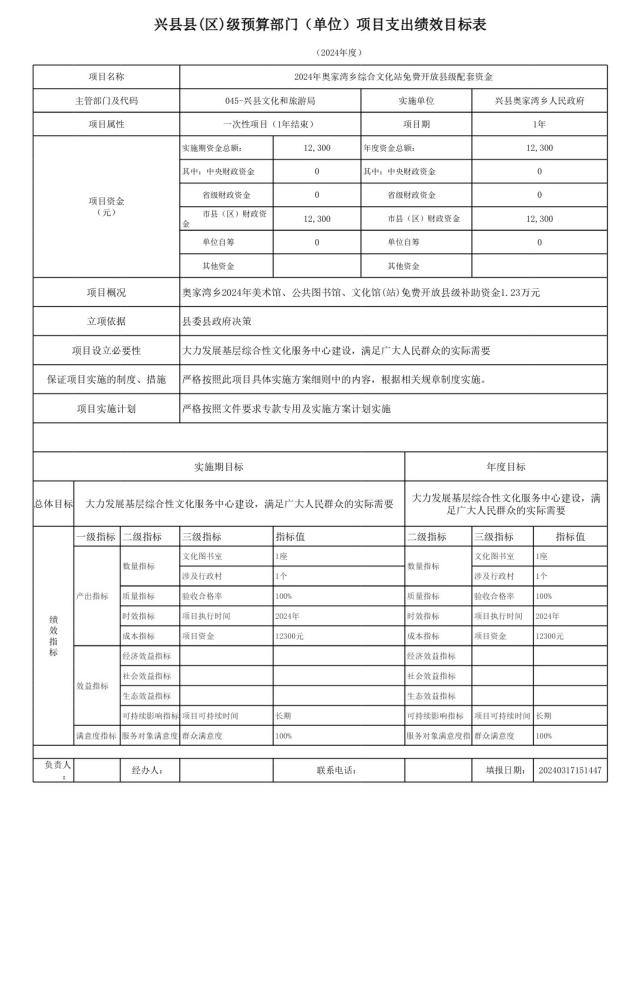 兴县县(区)级预算部门（单位）项目支出绩效目标表
（2024年度）
项目名称 2024年奥家湾乡综合文化站免费开放县级配套资金
主管部门及代码 045-兴县文化和旅游局 实施单位 兴县奥家湾乡人民政府
项目属性 一次性项目（1年结束） 项目期 1年
项目资金
（元）
实施期资金总额： 12,300 年度资金总额： 12,300
其中：中央财政资金 0 其中：中央财政资金 0
省级财政资金 0 省级财政资金 0
市县（区）财政资
金 12,300 市县（区）财政资金 12,300
单位自筹 0 单位自筹 0
其他资金 其他资金
项目概况 奥家湾乡2024年美术馆、公共图书馆、文化馆(站)免费开放县级补助资金1.23万元
立项依据 县委县政府决策
项目设立必要性 大力发展基层综合性文化服务中心建设，满足广大人民群众的实际需要
保证项目实施的制度、措施 严格按照此项目具体实施方案细则中的内容，根据相关规章制度实施。
项目实施计划 严格按照文件要求专款专用及实施方案计划实施
实施期目标 年度目标
总体目标 大力发展基层综合性文化服务中心建设，满足广大人民群众的实际需要 大力发展基层综合性文化服务中心建设，满
足广大人民群众的实际需要
绩效指标
一级指标 二级指标 三级指标 指标值 二级指标 三级指标 指标值
产出指标 数量指标 文化图书室 1座 数量指标 文化图书室 1座
涉及行政村 1个 涉及行政村 1个
质量指标 验收合格率 100% 质量指标 验收合格率 100%
时效指标 项目执行时间 2024年 时效指标 项目执行时间 2024年
成本指标 项目资金 12300元 成本指标 项目资金 12300元
效益指标 经济效益指标 经济效益指标
社会效益指标 社会效益指标
生态效益指标 生态效益指标
可持续影响指标 项目可持续时间 长期 可持续影响指标 项目可持续时间 长期
满意度指标 服务对象满意度 群众满意度 100% 服务对象满意度指 群众满意度 100%
负责人
： 经办人： 联系电话： 填报日期： 20240317151447